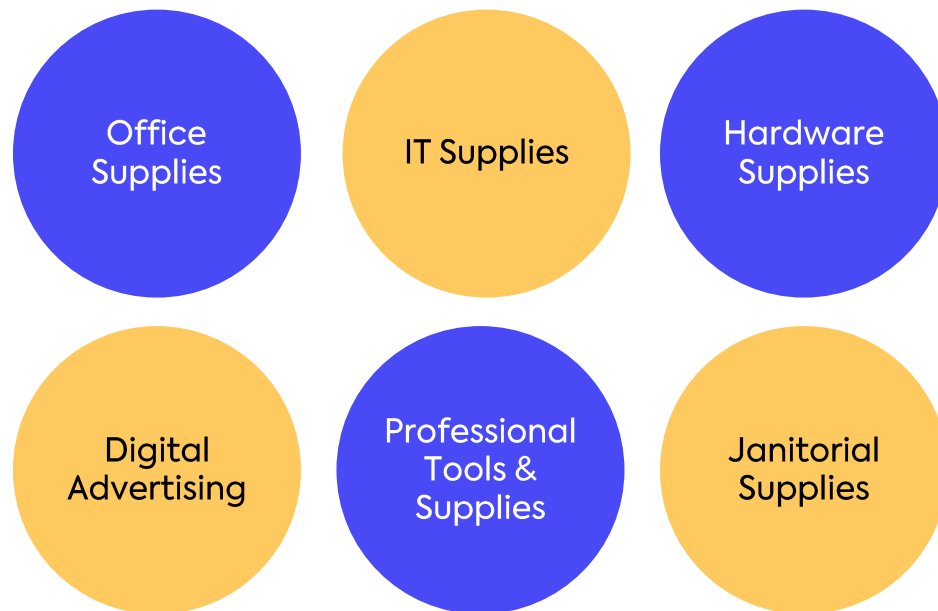 Office
Supplies
IT Supplies
Hardware
Supplies
Digital
Advertising
Professional
Tools &
Supplies
Janitorial
Supplies